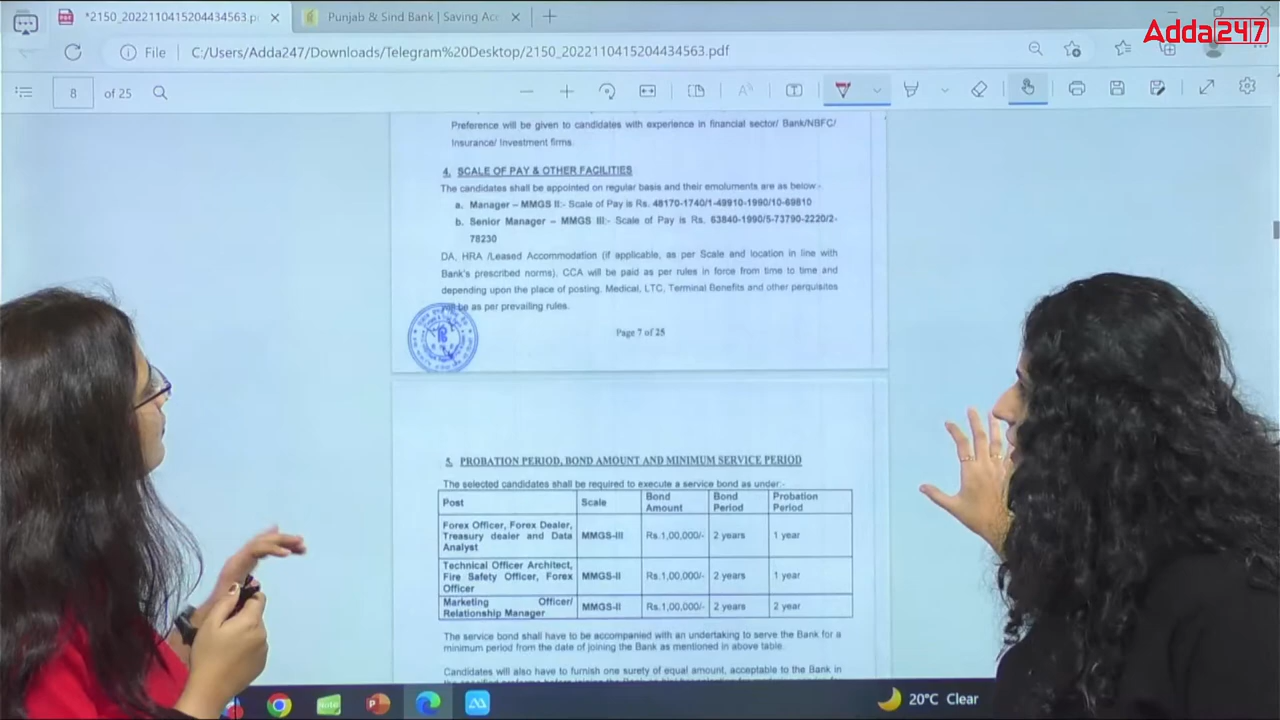 Adda247
*2150_2022110415204434563.p
Punjab & Sind Bank | Saving Acc
File
C:/Users/Adda247/Downloads/Telegram%20Desktop/2150_2022110415204434563.pdf
8 of 25
Preference will be given to candidates with experience in financial sector/ Bank/NBFC/
Insurance/ Investment firms.
4. SCALE OF PAY & OTHER FACILITIES
The candidates shall be appointed on regular basis and their emoluments are as below:-
a. Manager – MMGS II:- Scale of Pay is Rs. 48170-1740/1-49910-1990/10-69810
b. Senior Manager – MMGS III:- Scale of Pay is Rs. 63840-1990/5-73790-2220/2-
78230
DA, HRA /Leased Accommodation (if applicable, as per Scale and location in line with
Bank's prescribed norms), CCA will be paid as per rules in force from time to time and
depending upon the place of posting. Medical, LTC, Terminal Benefits and other perquisites
be as per prevailing rules.
Page 7 of 25
5. PROBATION PERIOD, BOND AMOUNT AND MINIMUM SERVICE PERIOD
The selected candidates shall be required to execute a service bond as under:-
Post Scale Bond Amount Bond Period Probation Period
Forex Officer, Forex Dealer, Treasury dealer and Data Analyst MMGS-III Rs.1,00,000/- 2 years 1 year
Technical Officer Architect, Fire Safety Officer, Forex Officer MMGS-II Rs.1,00,000/- 2 years 1 year
Marketing Officer/ Relationship Manager MMGS-II Rs.1,00,000/- 2 years 2 year
The service bond shall have to be accompanied with an undertaking to serve the Bank for a
minimum period from the date of joining the Bank as mentioned in above table.
Candidates will also have to furnish one surety of equal amount, acceptable to the Bank in
20°C Clear